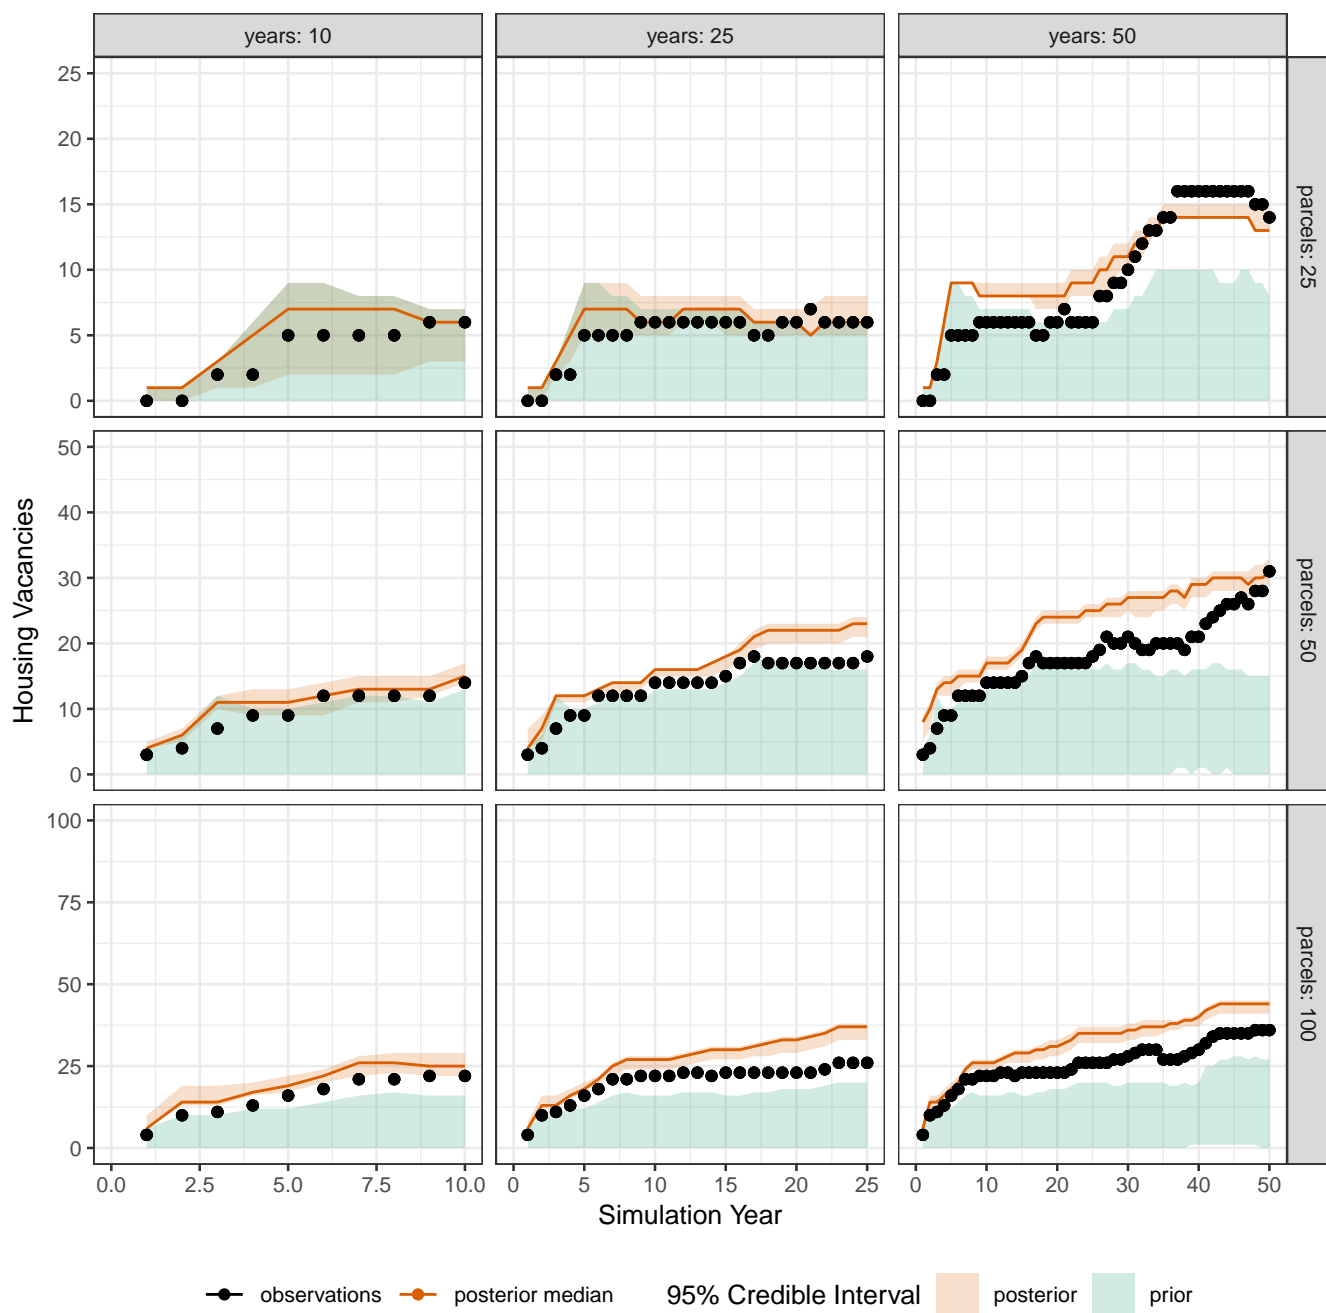 years: 10 years: 25 years: 50
25
20
15
10
5
0
parcels: 25
50
40
30
20
10
0
parcels: 50
100
75
50
25
0
parcels: 100
Housing Vacancies
0.0 2.5 5.0 7.5 10.0 0 5 10 15 20 25 0 10 20 30 40 50
Simulation Year
observations posterior median 95% Credible Interval posterior prior